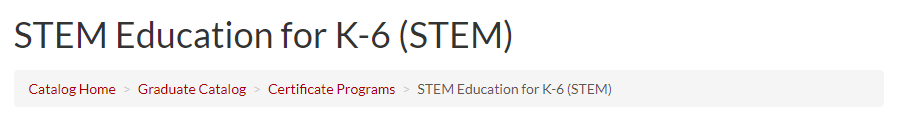 STEM Education for K-6 (STEM)
Catalog Home > Graduate Catalog > Certificate Programs > STEM Education for K-6 (STEM)